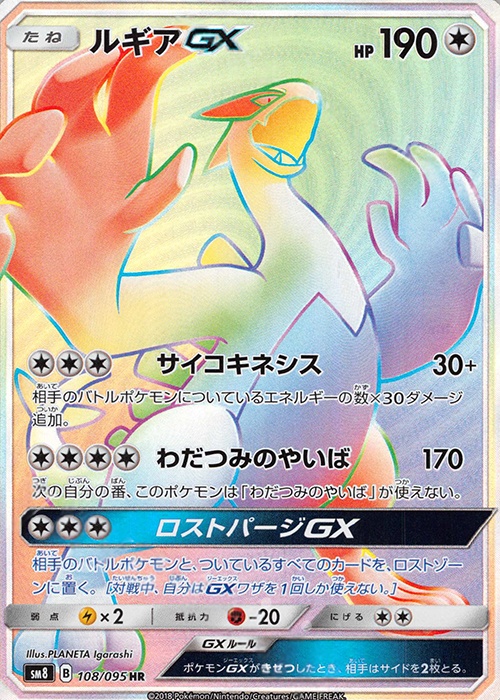 たね ルギアGX HP 190
サイコキネシス 30+
相手のバトルポケモンについているエネルギーの数×30ダメージ
追加。
わだつみのやいば 170
次の自分の番、このポケモンは「わだつみのやいば」が使えない。
ロストパージGX
相手のバトルポケモンと、ついているすべてのカードを、ロストゾー
ンに置く。[対戦中、自分はGXワザを1回しか使えない。]
弱点 ×2 抵抗力 -20 にげる
Illus.PLANETA Igarashi
GXルール
SM8 B 108/095 HR
ポケモンGXがきぜつしたとき、相手はサイドを2枚とる。
©2018 Pokémon/Nintendo/Creatures/GAME FREAK.